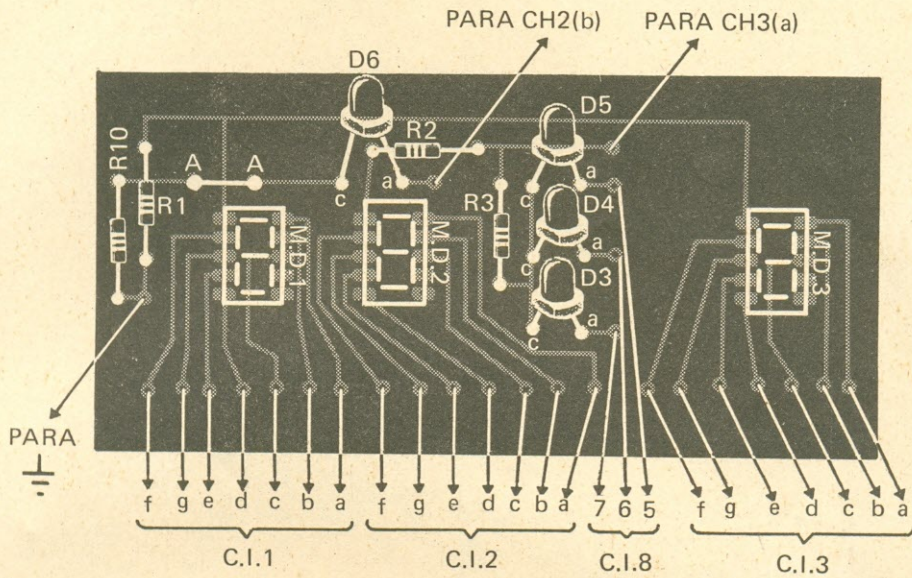 PARA CH2(b) PARA CH3(a)
D6
D5
R2
R10
A A
a
a
c
c
R1
R3
D4
M.D.1
M.D.2
M.D.3
c
a
D3
c
a
PARA
f g e d c b a f g e d c b a 7 6 5 f g e d c b a
C.I.1 C.I.2 C.I.8 C.I.3